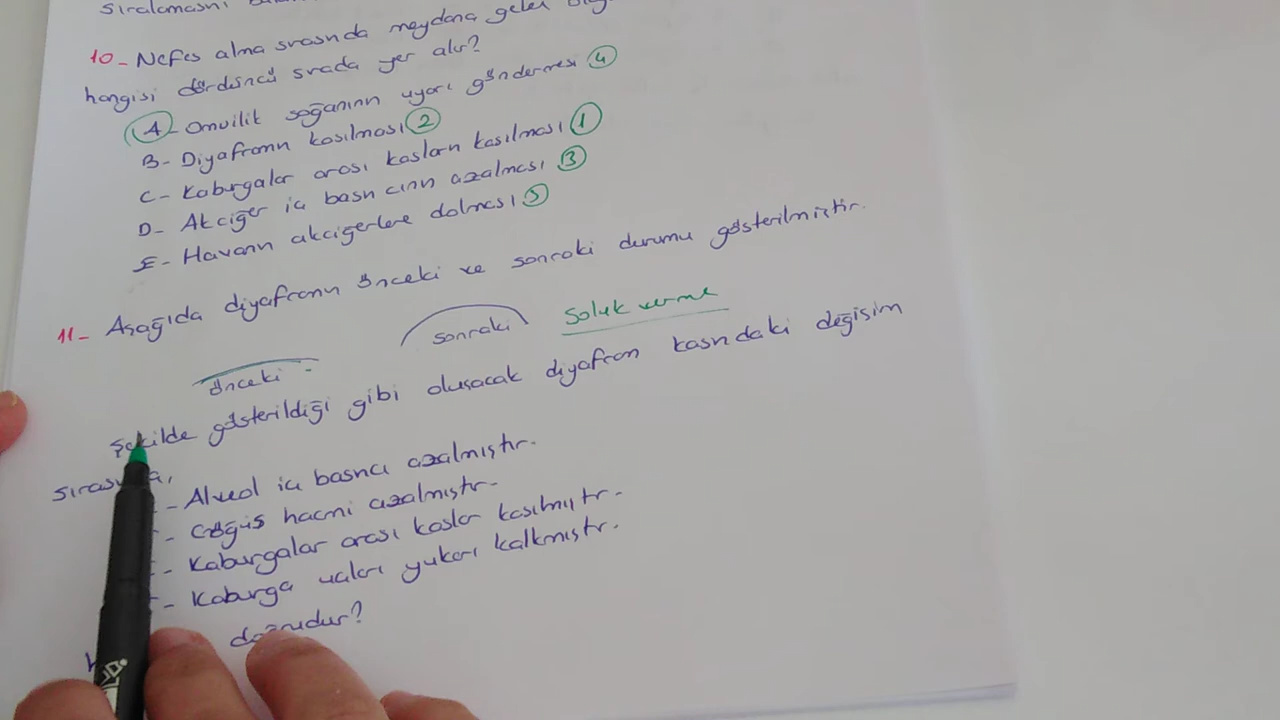 sıralamasını
10- Nefes alma sırasında meydana gelen
hangisi dördüncü sırada yer alır?
A- Omurilik soğanının uyarı göndermesi 4
B- Diyaframın kasılması 2
C- Kaburgalar arası kasların kasılması 1
D- Akciğer iç basıncının azalması 3
E- Havanın akciğerlere dolması 5
11- Aşağıda diyaframın önceki ve sonraki durumu gösterilmiştir.
önceki sonraki Soluk verme
Şekilde gösterildiği gibi oluşacak diyafram kasındaki değişim
- Alveol iç basıncı azalmıştır.
- Göğüs hacmi azalmıştır.
- Kaburgalar arası kaslar kasılmıştır.
- Kaburga uçları yukarı kalkmıştır.
doğrudur?